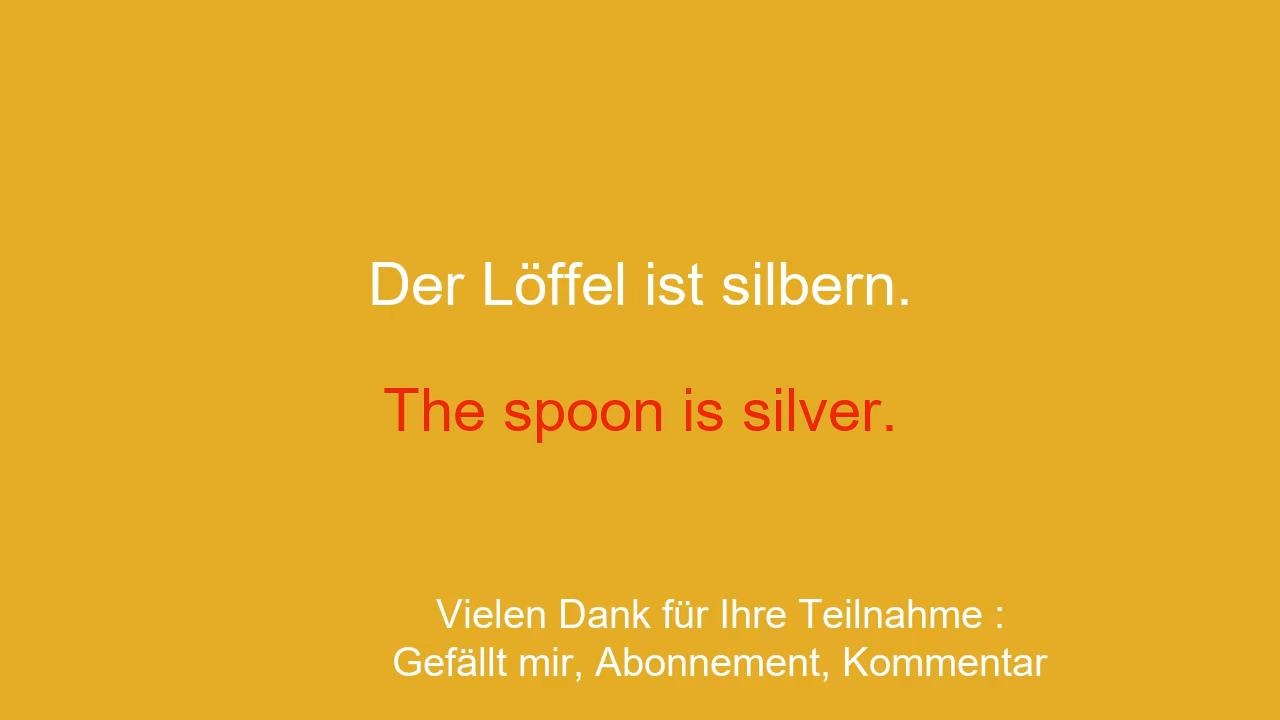 Der Löffel ist silbern.
The spoon is silver.
Vielen Dank für Ihre Teilnahme :
Gefällt mir, Abonnement, Kommentar